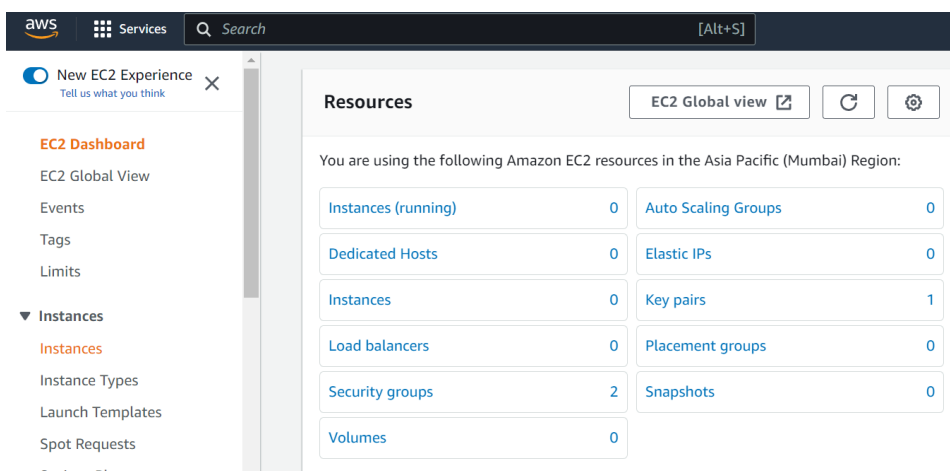 aws
Services
Search
[Alt+S]
New EC2 Experience
Tell us what you think
EC2 Dashboard
EC2 Global View
Events
Tags
Limits
Instances
Instances
Instance Types
Launch Templates
Spot Requests
Resources
EC2 Global view
You are using the following Amazon EC2 resources in the Asia Pacific (Mumbai) Region:
Instances (running) 0
Auto Scaling Groups 0
Dedicated Hosts 0
Elastic IPs 0
Instances 0
Key pairs 1
Load balancers 0
Placement groups 0
Security groups 2
Snapshots 0
Volumes 0